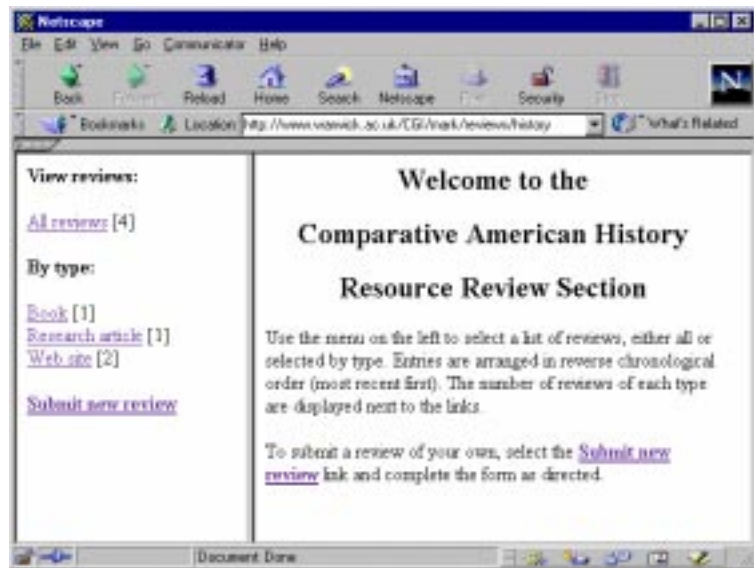 Netscape
File Edit View Go Communicator Help
Back Forward Reload Home Search Netscape Print Security Stop
Bookmarks Location: http://www.warwick.ac.uk/CGI/mark/reviews/history What's Related
View reviews:
All reviews [4]
By type:
Book [1]
Research article [1]
Web site [2]
Submit new review
Welcome to the
Comparative American History
Resource Review Section
Use the menu on the left to select a list of reviews, either all or
selected by type. Entries are arranged in reverse chronological
order (most recent first). The number of reviews of each type
are displayed next to the links.
To submit a review of your own, select the Submit new
review link and complete the form as directed.
Document: Done